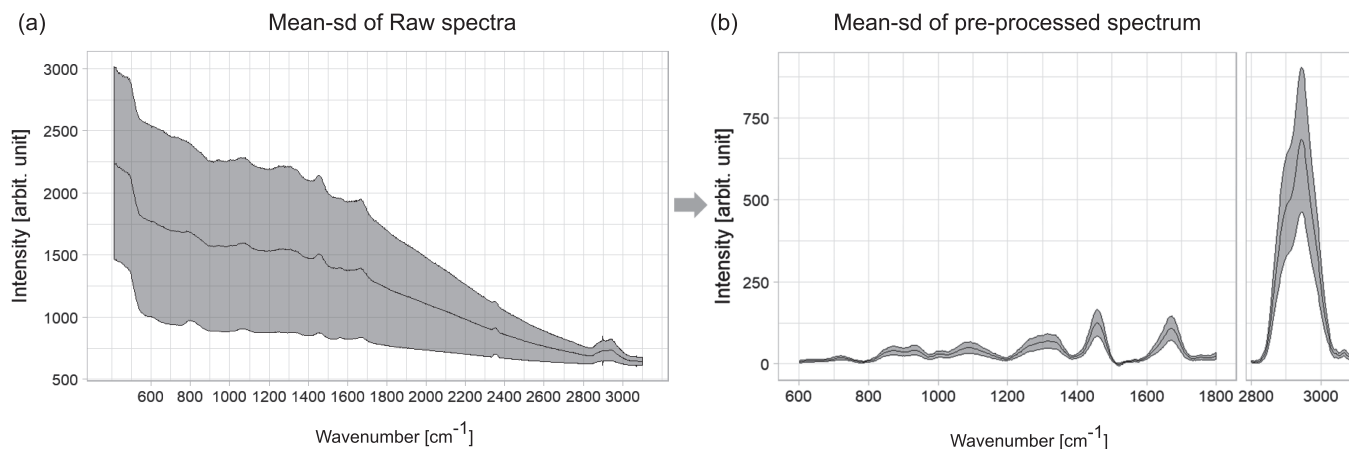 (a) Mean-sd of Raw spectra
3000
2500
2000
1500
1000
500
Intensity [arbit. unit]
600 800 1000 1200 1400 1600 1800 2000 2200 2400 2600 2800 3000
Wavenumber [cm-1]
(b) Mean-sd of pre-processed spectrum
750
500
250
0
Intensity [arbit. unit]
600 800 1000 1200 1400 1600 1800 2800 3000
Wavenumber [cm-1]